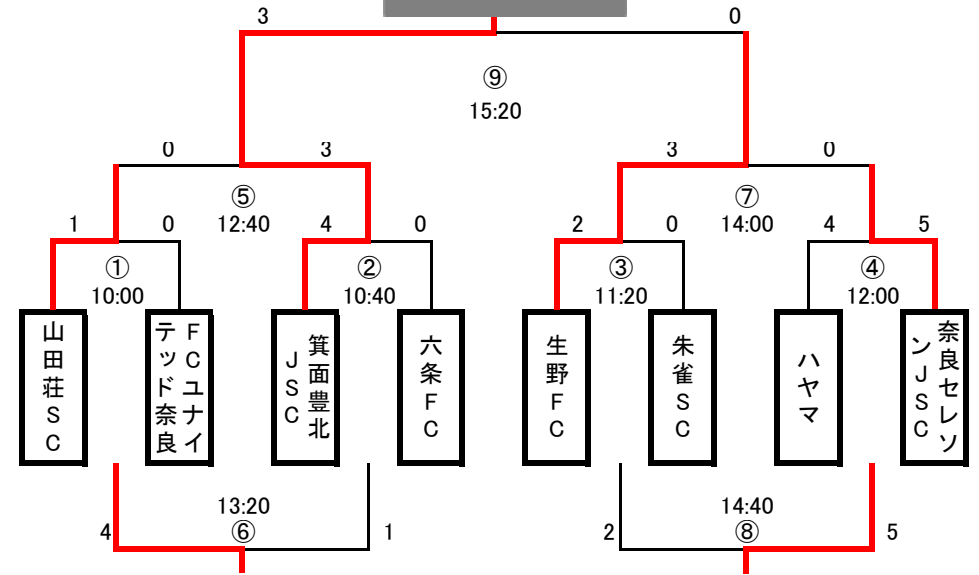 3 0
⑨
15:20
0 3 3 0
⑤ ⑦
1 0 12:40 4 0 2 0 14:00 4 5
① ② ③ ④
10:00 10:40 11:20 12:00
山田荘SC
FCユナイ
テッド奈良
箕面豊北
JSC
六条FC
生野FC
朱雀SC
ハヤマ
奈良セレソ
ンJSC
13:20 14:40
4 ⑥ 1 2 ⑧ 5